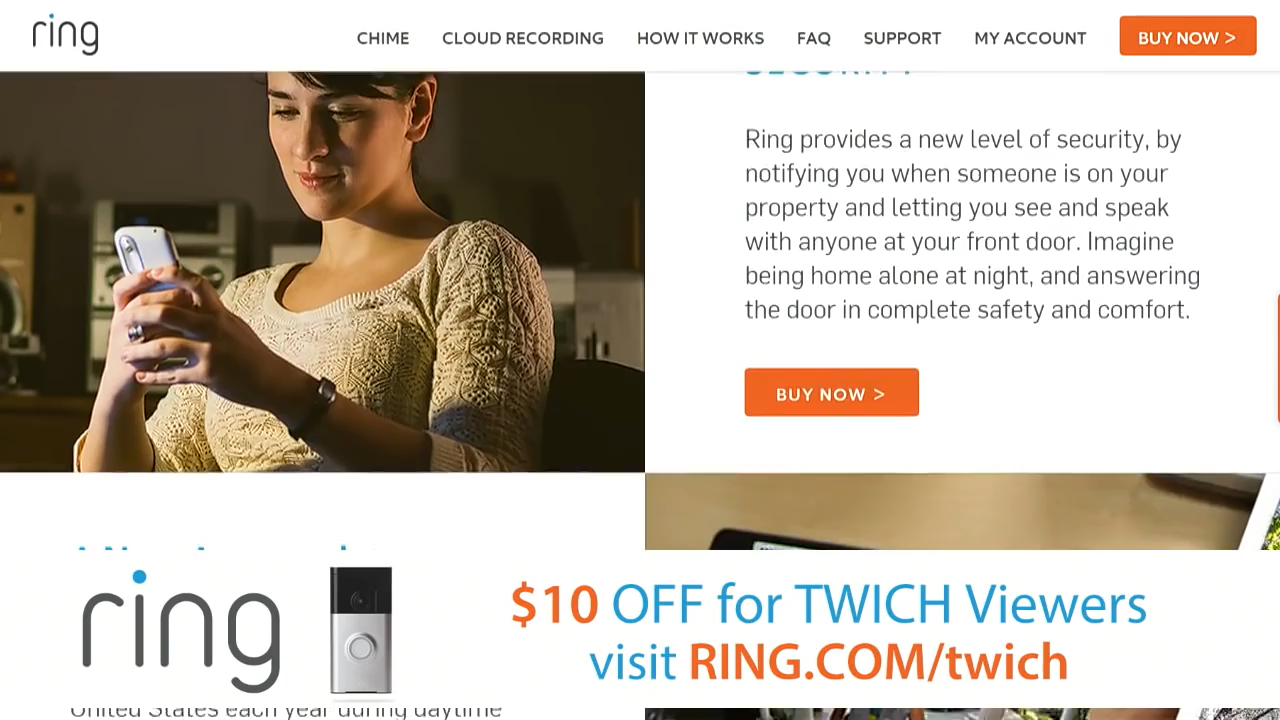 ring
CHIME CLOUD RECORDING HOW IT WORKS FAQ SUPPORT MY ACCOUNT BUY NOW >
SECURITY
Ring provides a new level of security, by
notifying you when someone is on your
property and letting you see and speak
with anyone at your front door. Imagine
being home alone at night, and answering
the door in complete safety and comfort.
BUY NOW >
ring
$10 OFF for TWICH Viewers
visit RING.COM/twich
United States each year during daytime